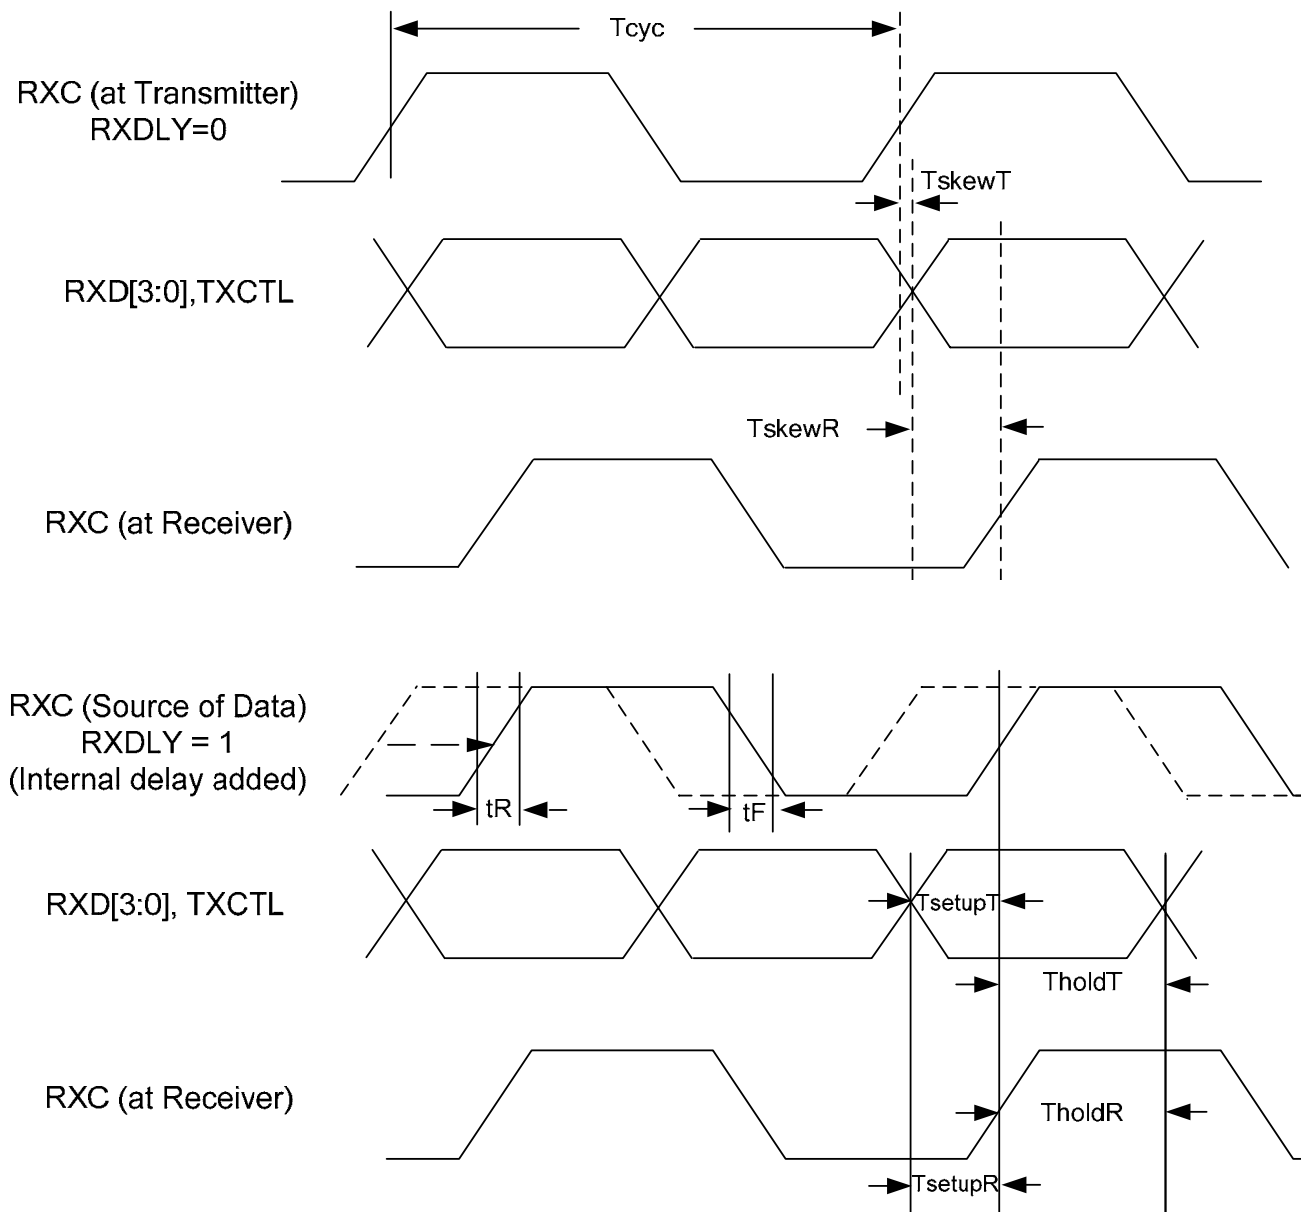 Tcyc
RXC (at Transmitter)
RXDLY=0
TskewT
RXD[3:0],TXCTL
TskewR
RXC (at Receiver)
RXC (Source of Data)
RXDLY = 1
(Internal delay added)
tR
tF
RXD[3:0], TXCTL
TsetupT
TholdT
RXC (at Receiver)
TholdR
TsetupR